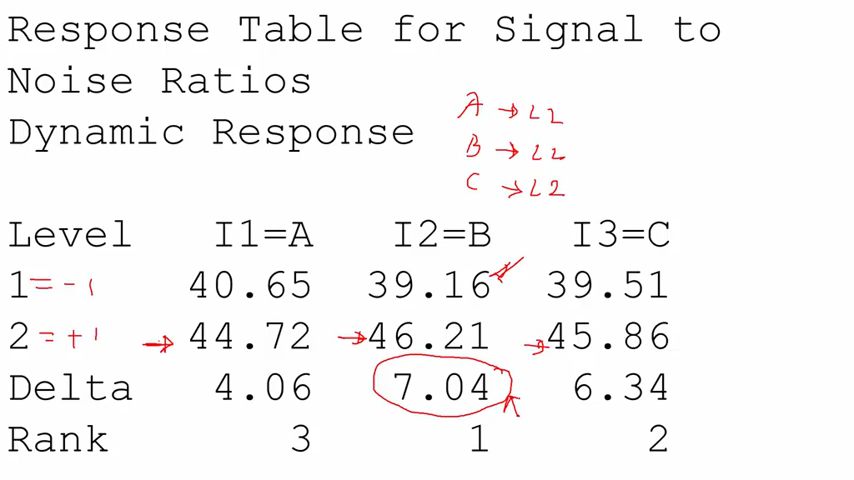 Response Table for Signal to
Noise Ratios
Dynamic Response
A → L2
B → L2
C → L2
Level I1=A I2=B I3=C
1 = -1 40.65 39.16 39.51
2 = +1 → 44.72 → 46.21 → 45.86
Delta 4.06 7.04 6.34
Rank 3 1 2